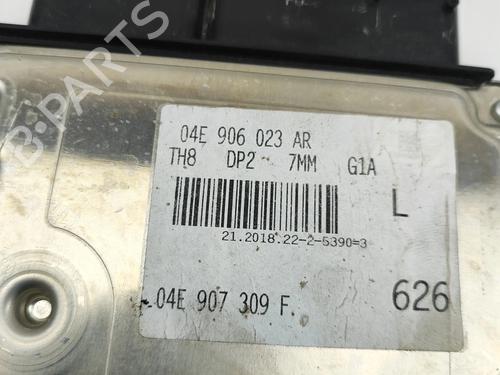 04E 906 023 AR
TH8 DP2 7MM G1A
L
21.2018.22-2-5390=3
04E 907 309 F.
626
B-PARTS